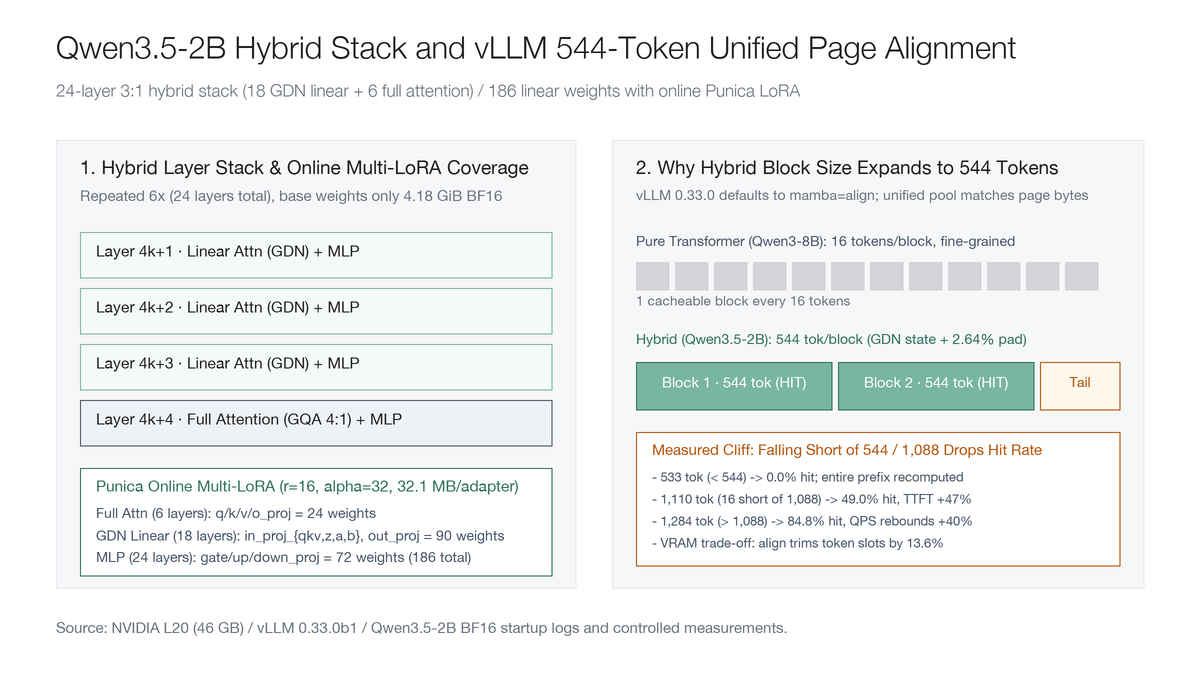 Qwen3.5-2B Hybrid Stack and vLLM 544-Token Unified Page Alignment
24-layer 3:1 hybrid stack (18 GDN linear + 6 full attention) / 186 linear weights with online Punica LoRA
1. Hybrid Layer Stack & Online Multi-LoRA Coverage
Repeated 6x (24 layers total), base weights only 4.18 GiB BF16
Layer 4k+1 · Linear Attn (GDN) + MLP
Layer 4k+2 · Linear Attn (GDN) + MLP
Layer 4k+3 · Linear Attn (GDN) + MLP
Layer 4k+4 · Full Attention (GQA 4:1) + MLP
Punica Online Multi-LoRA (r=16, alpha=32, 32.1 MB/adapter)
Full Attn (6 layers): q/k/v/o_proj = 24 weights
GDN Linear (18 layers): in_proj_{qkv,z,a,b}, out_proj = 90 weights
MLP (24 layers): gate/up/down_proj = 72 weights (186 total)
2. Why Hybrid Block Size Expands to 544 Tokens
vLLM 0.33.0 defaults to mamba=align; unified pool matches page bytes
Pure Transformer (Qwen3-8B): 16 tokens/block, fine-grained
1 cacheable block every 16 tokens
Hybrid (Qwen3.5-2B): 544 tok/block (GDN state + 2.64% pad)
Block 1 · 544 tok (HIT)
Block 2 · 544 tok (HIT)
Tail
Measured Cliff: Falling Short of 544 / 1,088 Drops Hit Rate
- 533 tok (< 544) -> 0.0% hit; entire prefix recomputed
- 1,110 tok (16 short of 1,088) -> 49.0% hit, TTFT +47%
- 1,284 tok (> 1,088) -> 84.8% hit, QPS rebounds +40%
- VRAM trade-off: align trims token slots by 13.6%
Source: NVIDIA L20 (46 GB) / vLLM 0.33.0b1 / Qwen3.5-2B BF16 startup logs and controlled measurements.